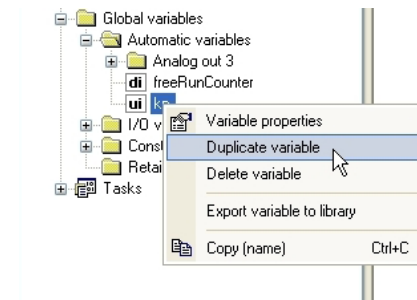 Global variables
Automatic variables
Analog out 3
di freeRunCounter
ui
I/O v
Variable properties
Duplicate variable
Delete variable
Export variable to library
Copy (name) Ctrl+C
Const
Retai
Tasks